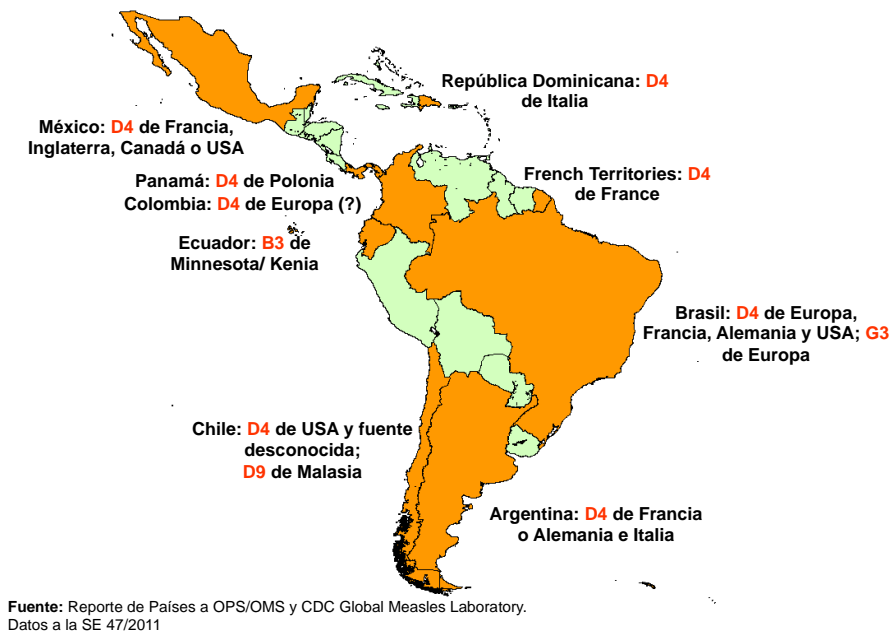 República Dominicana: D4
de Italia
México: D4 de Francia,
Inglaterra, Canadá o USA
Panamá: D4 de Polonia
Colombia: D4 de Europa (?)
French Territories: D4
de France
Ecuador: B3 de
Minnesota/ Kenia
Brasil: D4 de Europa,
Francia, Alemania y USA; G3
de Europa
Chile: D4 de USA y fuente
desconocida;
D9 de Malasia
Argentina: D4 de Francia
o Alemania e Italia
Fuente: Reporte de Países a OPS/OMS y CDC Global Measles Laboratory.
Datos a la SE 47/2011